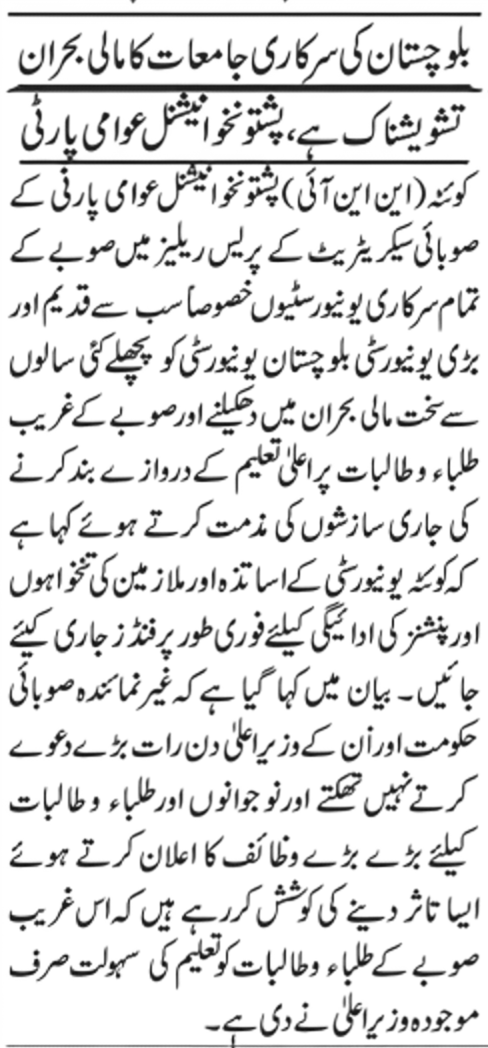 بلوچستان کی سرکاری جامعات کا مالی بحران
تشویشناک ہے، پشتونخوا نیشنل عوامی پارٹی
کوئٹہ (این این آئی) پشتونخوا نیشنل عوامی پارٹی کے
صوبائی سیکریٹریٹ کے پریس ریلیز میں صوبے کے
تمام سرکاری یونیورسٹیوں خصوصاً سب سے قدیم اور
بڑی یونیورسٹی بلوچستان یونیورسٹی کو پچھلے کئی سالوں
سے سخت مالی بحران میں دھکیلنے اور صوبے کے غریب
طلباء و طالبات پر اعلیٰ تعلیم کے دروازے بند کرنے
کی جاری سازشوں کی مذمت کرتے ہوئے کہا ہے
کہ کوئٹہ یونیورسٹی کے اساتذہ اور ملازمین کی تنخواہوں
اور پنشنز کی ادائیگی کیلئے فوری طور پر فنڈز جاری کیئے
جائیں۔ بیان میں کہا گیا ہے کہ غیر نمائندہ صوبائی
حکومت اور اُن کے وزیراعلیٰ دن رات بڑے دعوے
کرتے نہیں تھکتے اور نوجوانوں اور طلباء و طالبات
کیلئے بڑے بڑے وظائف کا اعلان کرتے ہوئے
ایسا تاثر دینے کی کوشش کررہے ہیں کہ اس غریب
صوبے کے طلباء وطالبات کو تعلیم کی سہولت صرف
موجودہ وزیراعلیٰ نے دی ہے۔